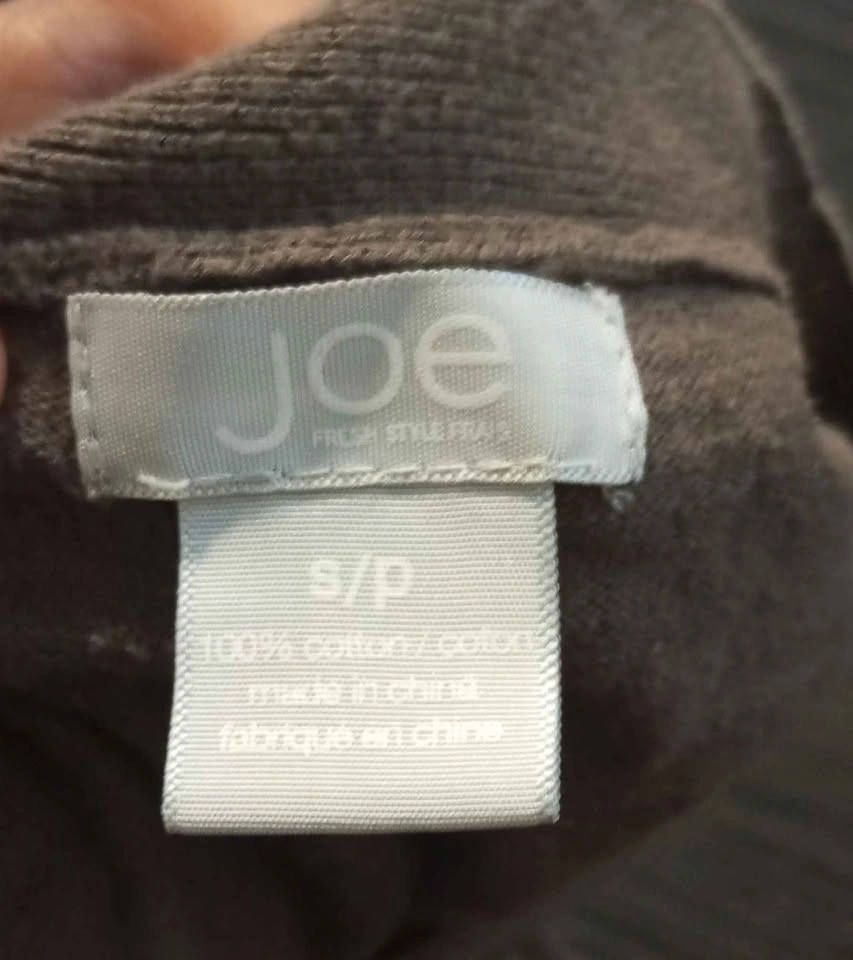 joe
FRESH STYLE FRAIS
s/p
100% cotton / coton
made in china
fabriqué en chine